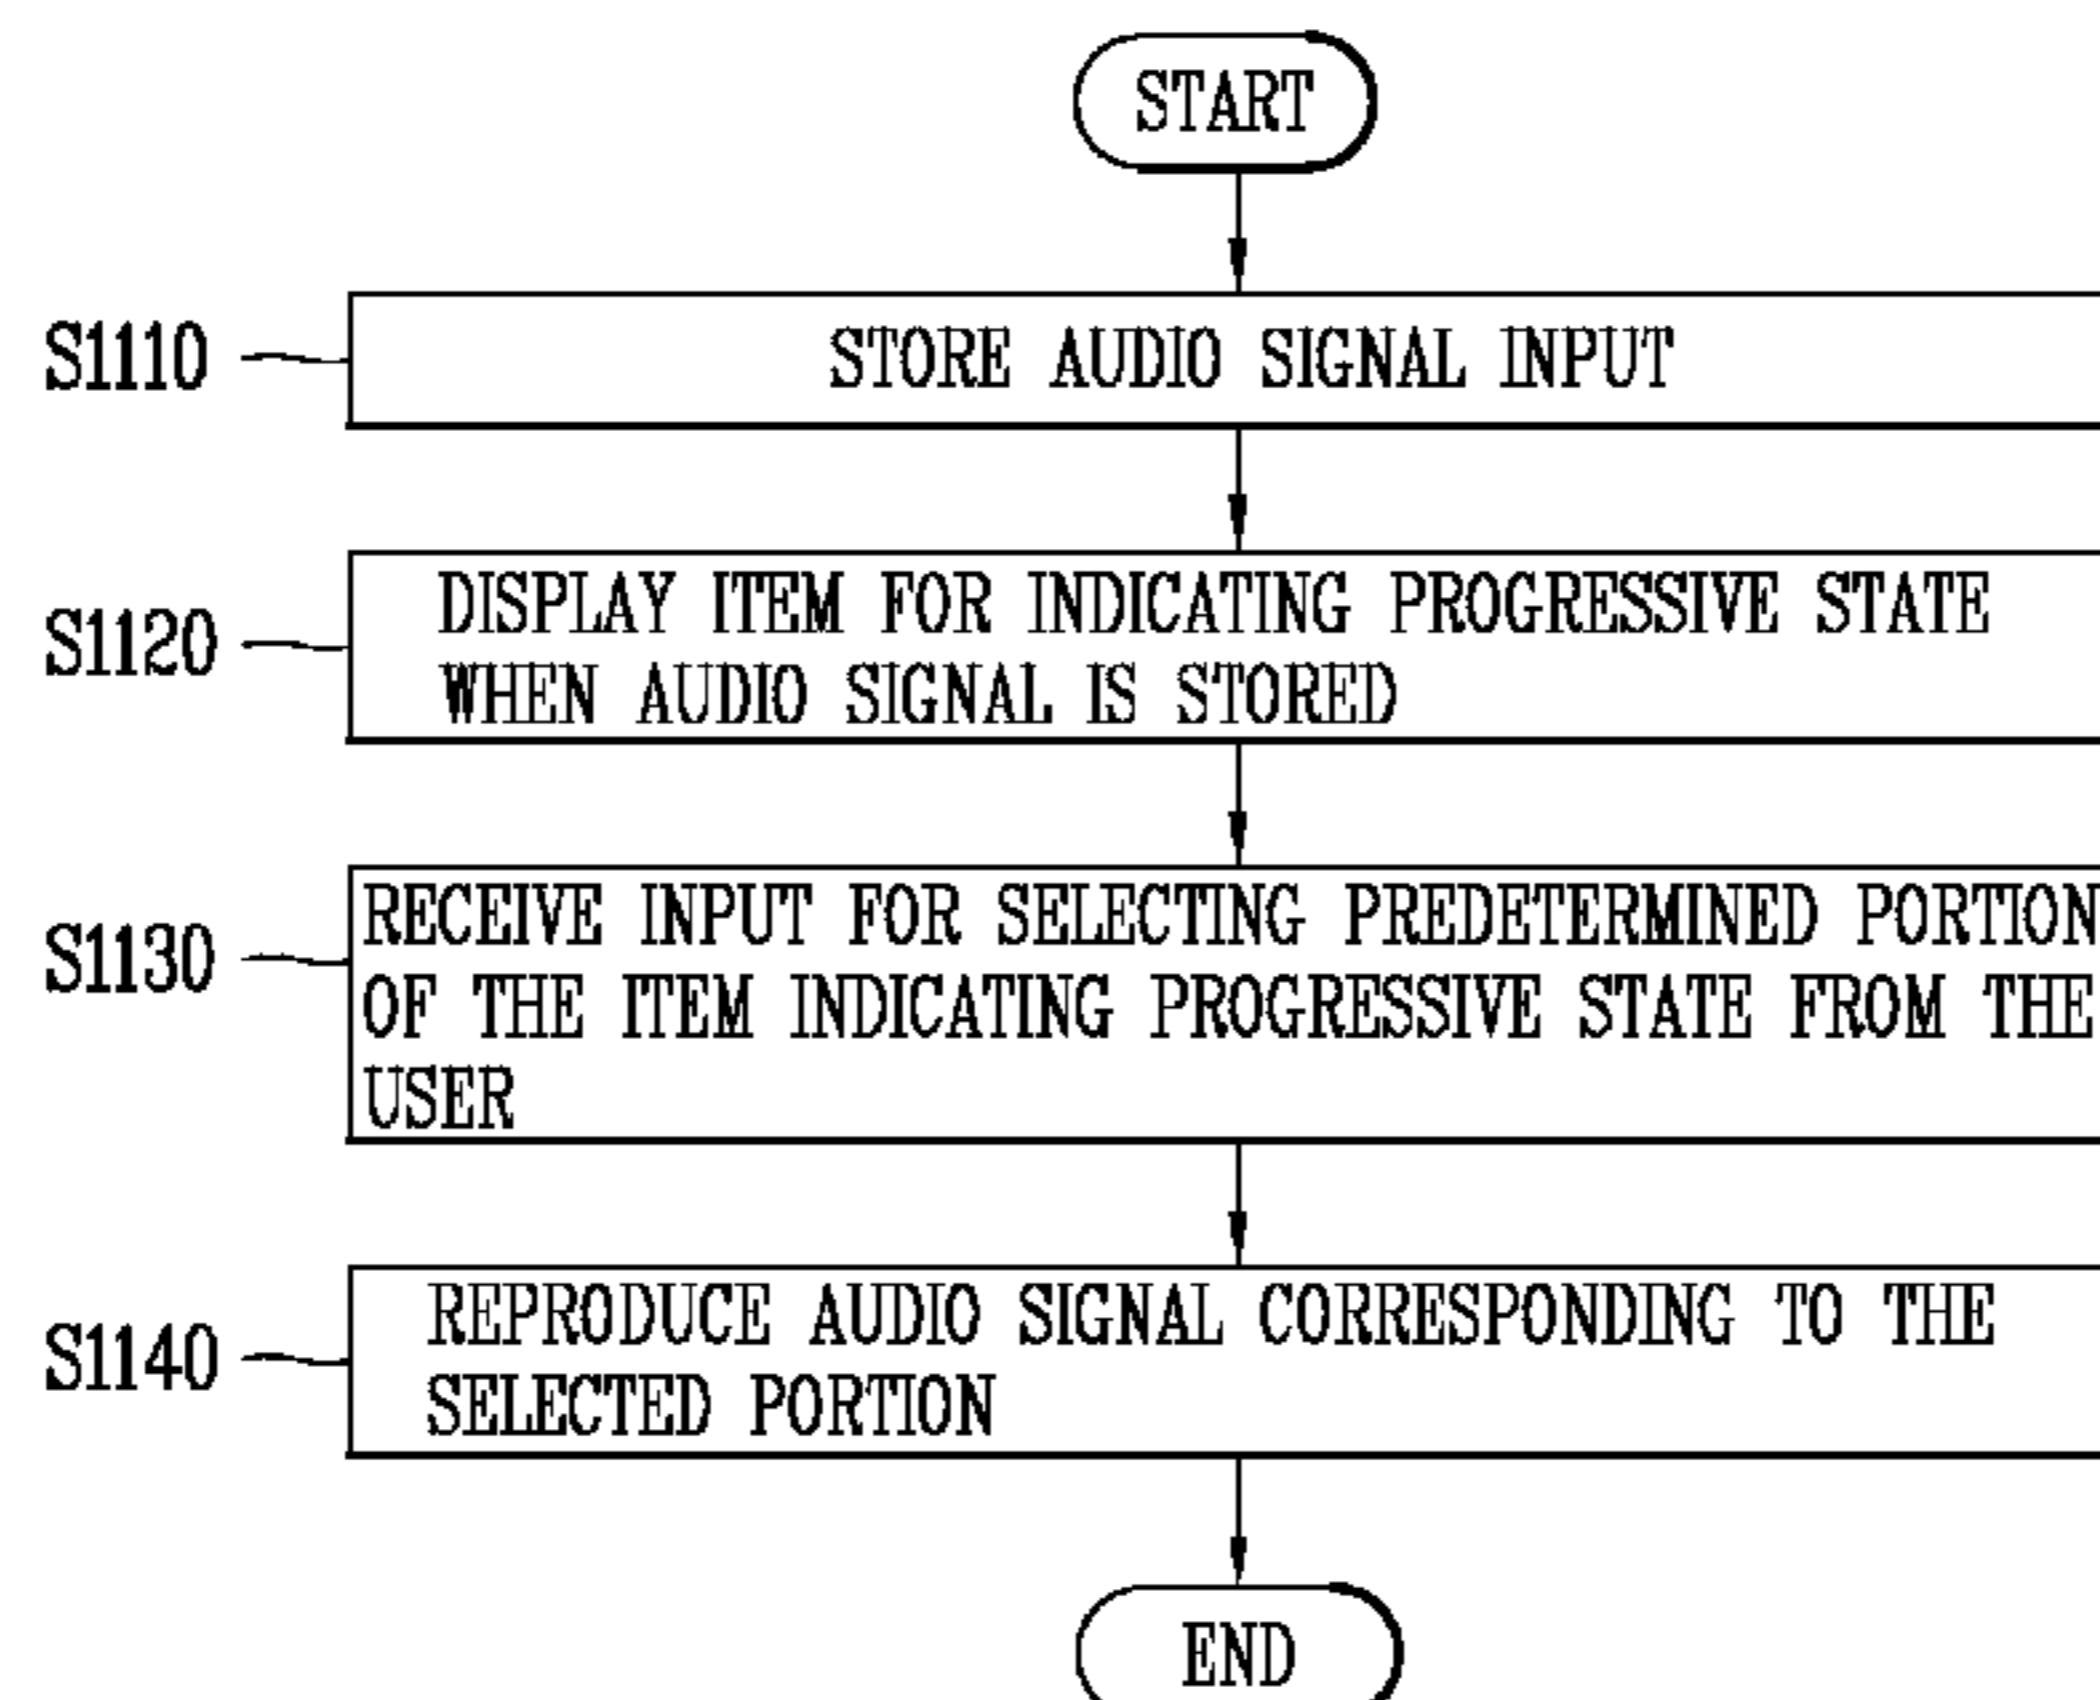 START
S1110
STORE AUDIO SIGNAL INPUT
S1120
DISPLAY ITEM FOR INDICATING PROGRESSIVE STATE
WHEN AUDIO SIGNAL IS STORED
S1130
RECEIVE INPUT FOR SELECTING PREDETERMINED PORTION
OF THE ITEM INDICATING PROGRESSIVE STATE FROM THE
USER
S1140
REPRODUCE AUDIO SIGNAL CORRESPONDING TO THE
SELECTED PORTION
END